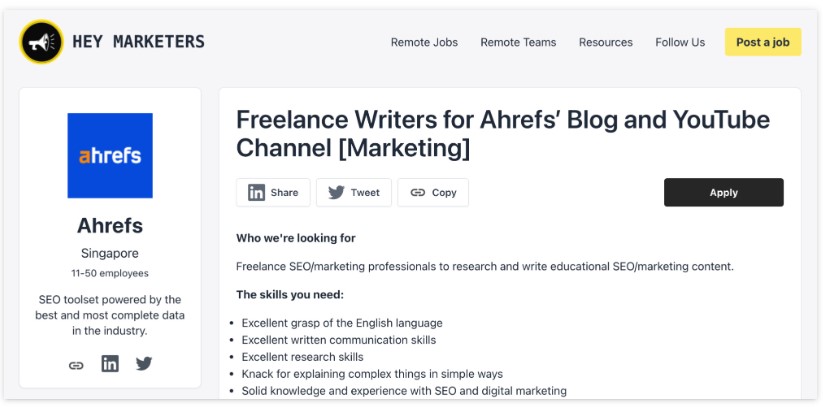 HEY MARKETERS
Remote Jobs
Remote Teams
Resources
Follow Us
Post a job
ahrefs
Ahrefs
Singapore
11-50 employees
SEO toolset powered by the
best and most complete data
in the industry.
Freelance Writers for Ahrefs' Blog and YouTube
Channel [Marketing]
Share
Tweet
Copy
Apply
Who we're looking for
Freelance SEO/marketing professionals to research and write educational SEO/marketing content.
The skills you need:
• Excellent grasp of the English language
• Excellent written communication skills
• Excellent research skills
• Knack for explaining complex things in simple ways
• Solid knowledge and experience with SEO and digital marketing